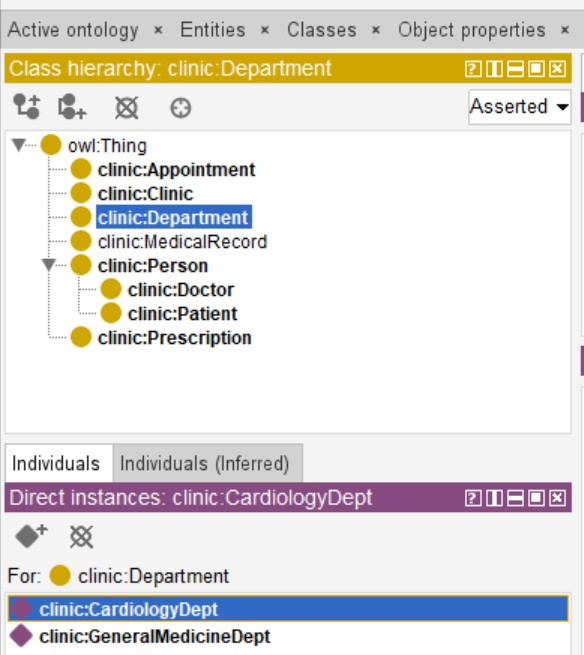 Active ontology × Entities × Classes × Object properties ×
Class hierarchy: clinic:Department
Asserted
owl:Thing
clinic:Appointment
clinic:Clinic
clinic:Department
clinic:MedicalRecord
clinic:Person
clinic:Doctor
clinic:Patient
clinic:Prescription
Individuals Individuals (Inferred)
Direct instances: clinic:CardiologyDept
For: clinic:Department
clinic:CardiologyDept
clinic:GeneralMedicineDept